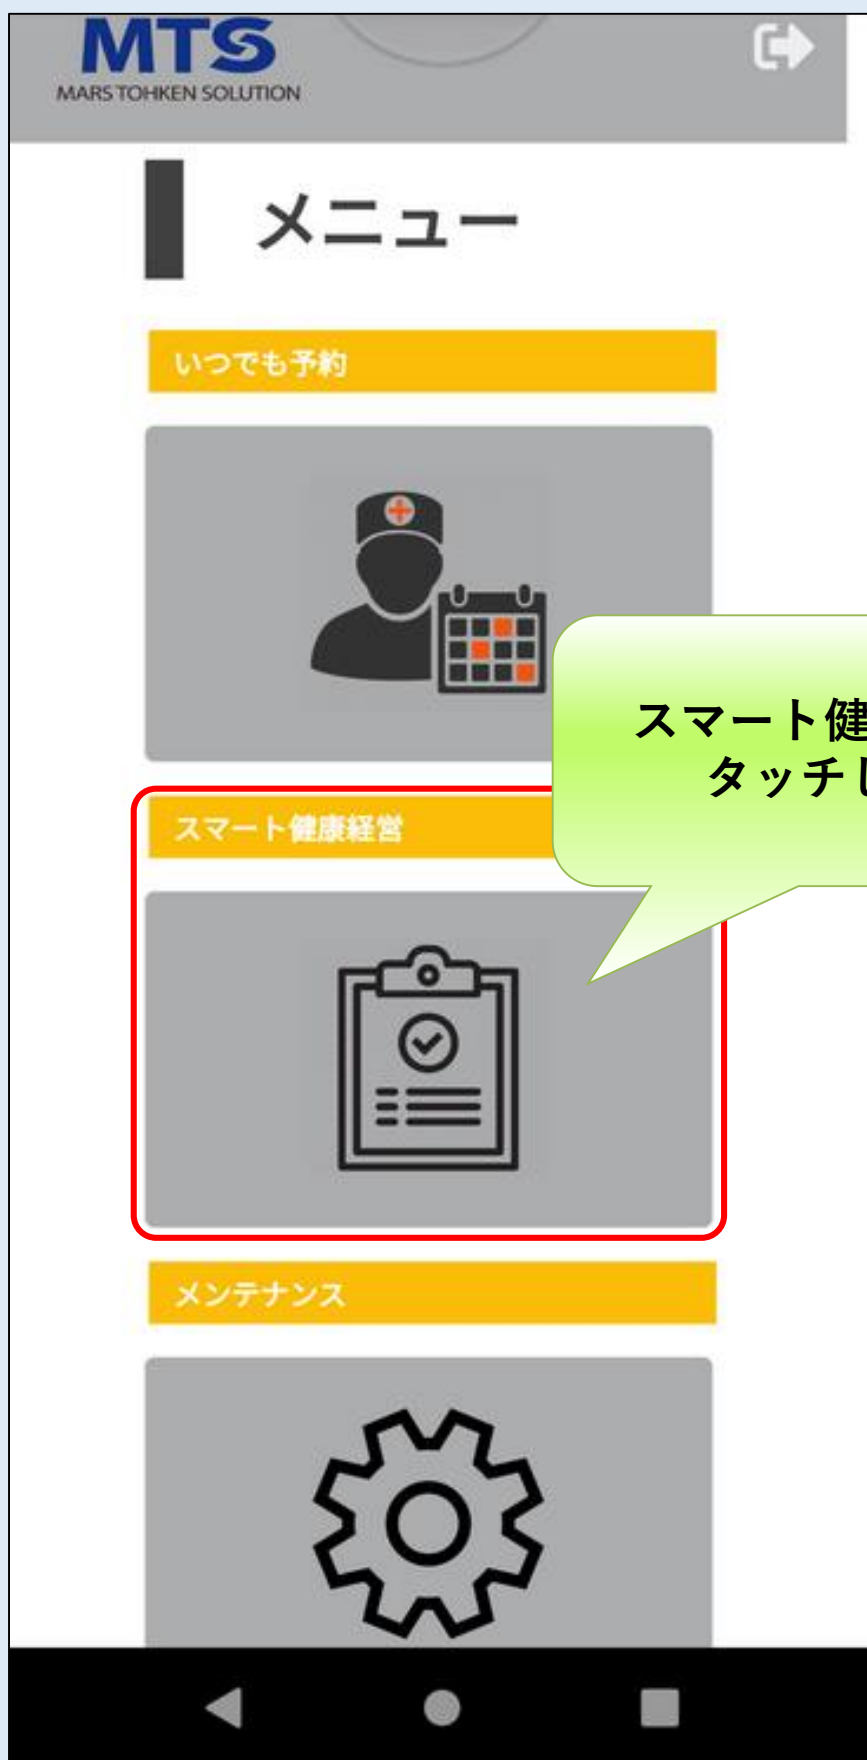 MTS
MARS TOHKEN SOLUTION
メニュー
いつでも予約
スマート健
タッチし
スマート健康経営
メンテナンス